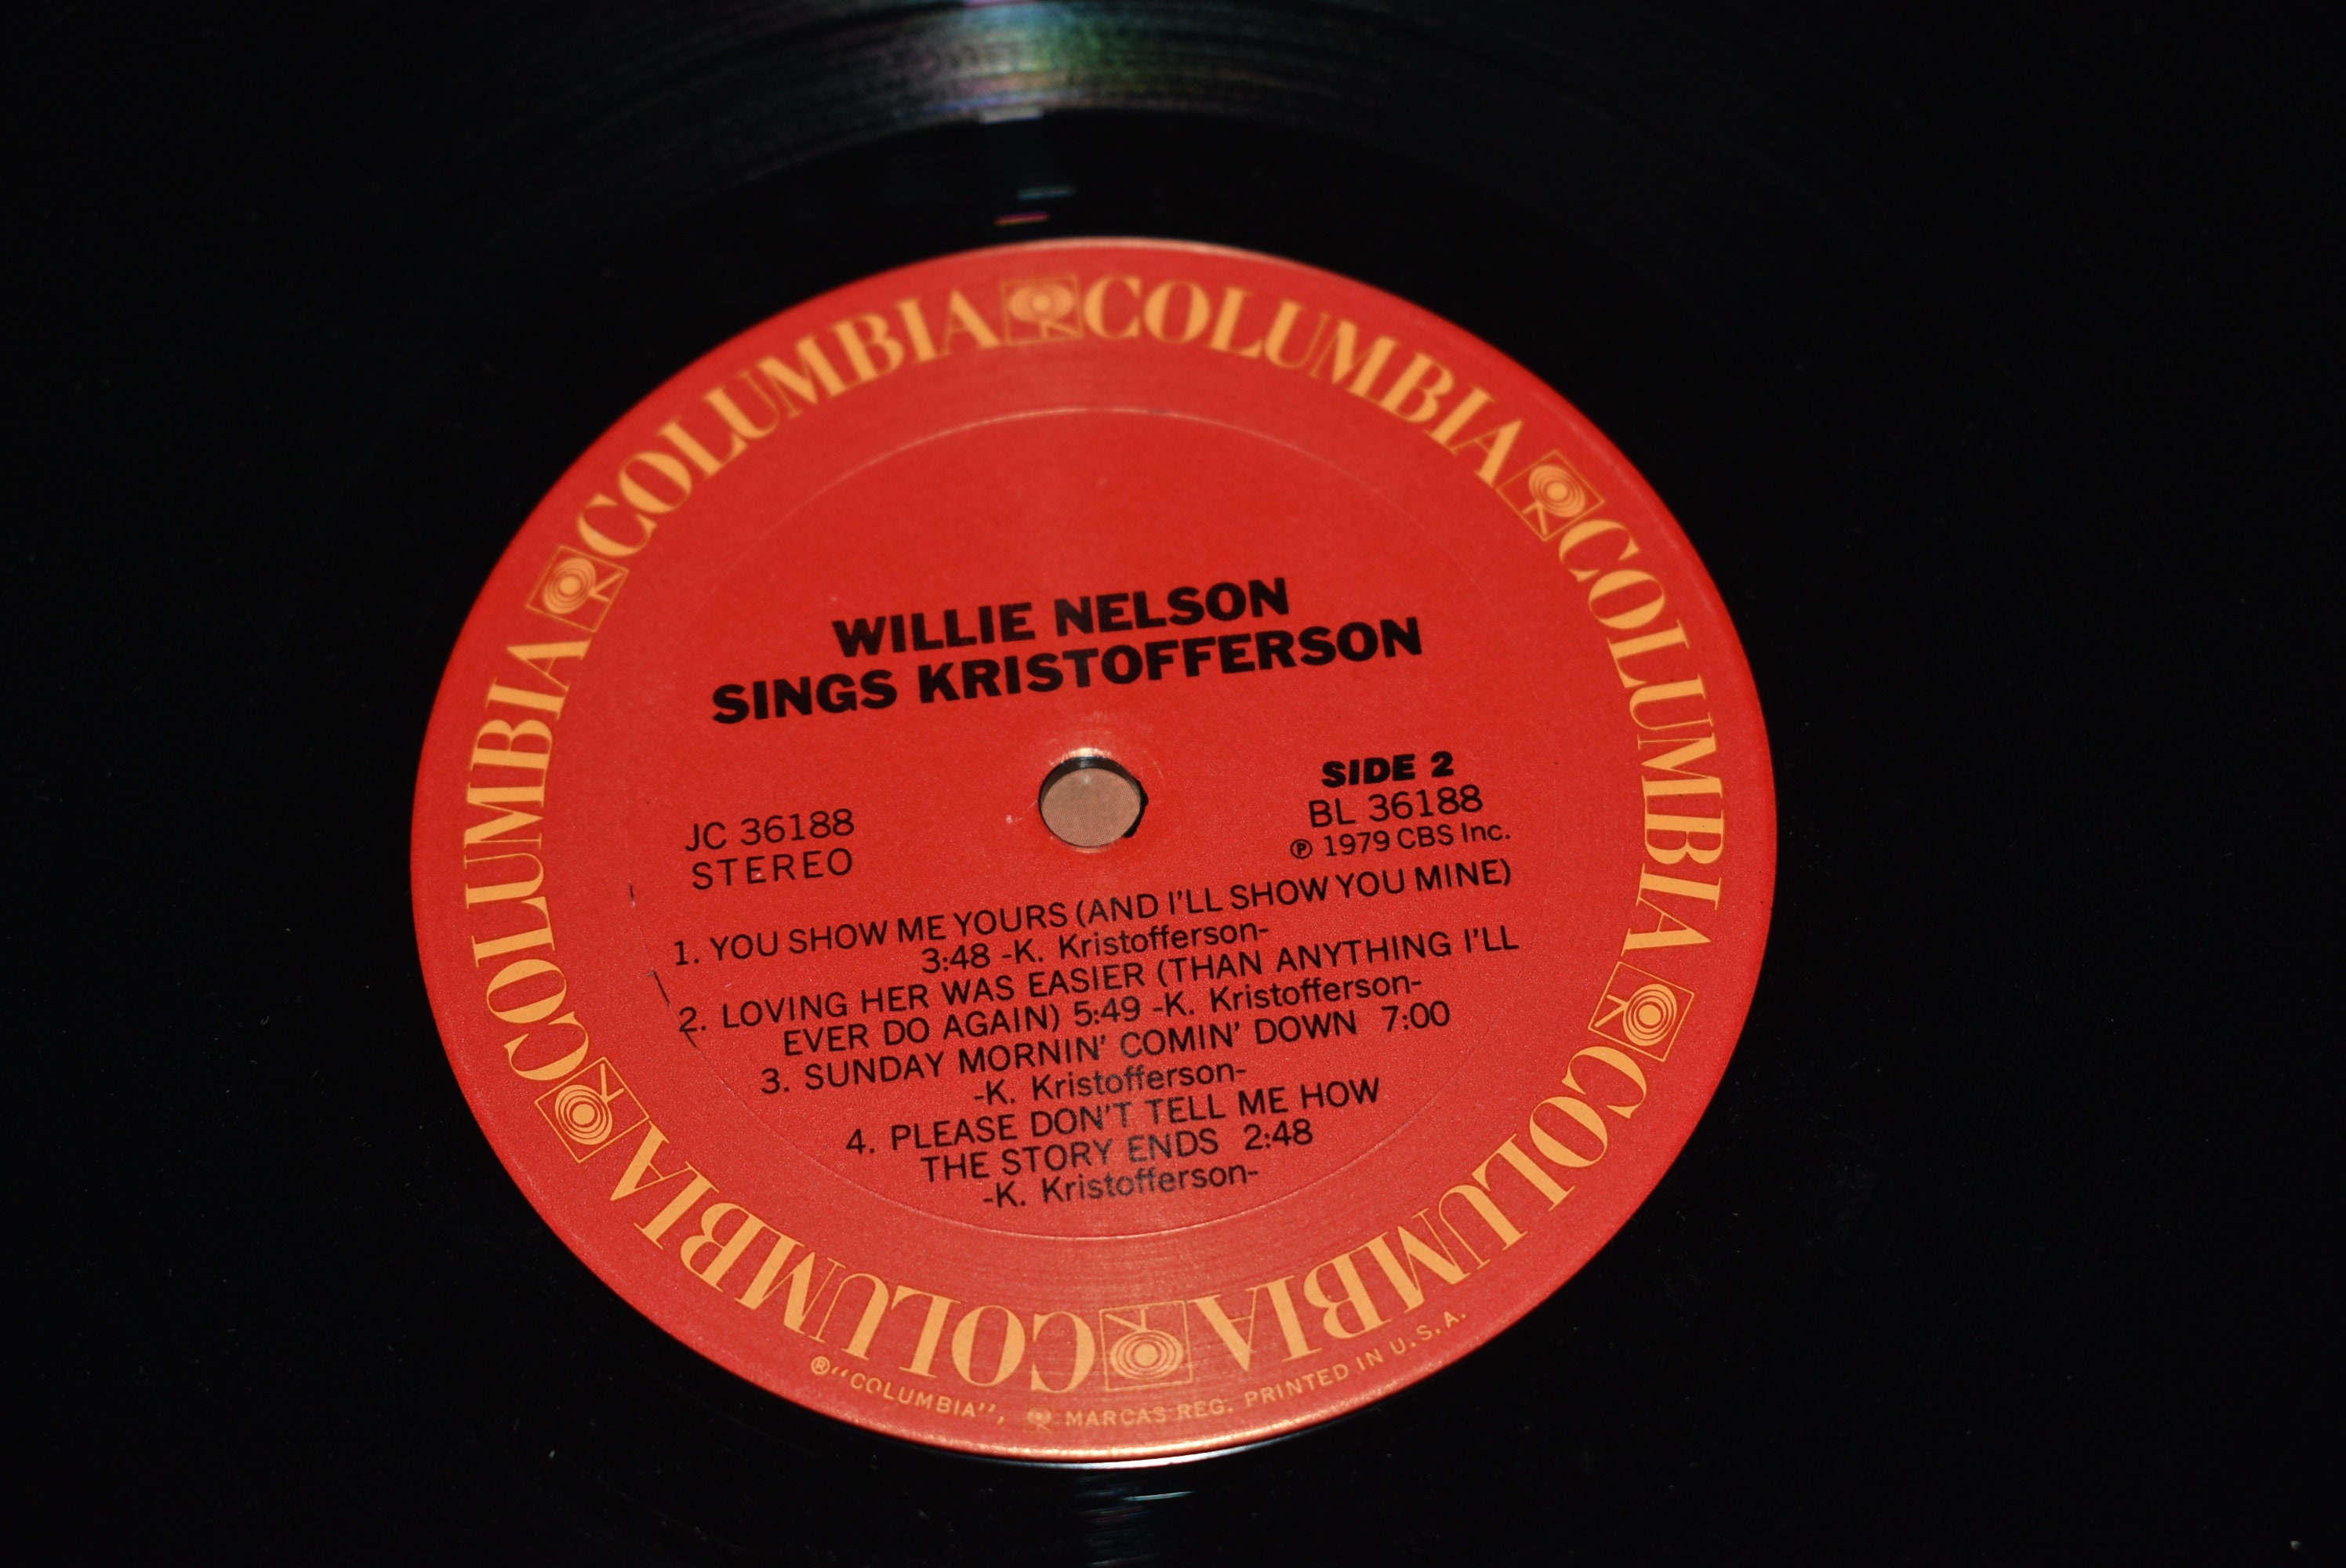 COLUMBIA COLUMBIA COLUMBIA COLUMBIA COLUMBIA COLUMBIA
WILLIE NELSON
SINGS KRISTOFFERSON
JC 36188
STEREO
SIDE 2
BL 36188
℗ 1979 CBS Inc.
1. YOU SHOW ME YOURS (AND I'LL SHOW YOU MINE)
3:48 -K. Kristofferson-
2. LOVING HER WAS EASIER (THAN ANYTHING I'LL
EVER DO AGAIN) 5:49 -K. Kristofferson-
3. SUNDAY MORNIN' COMIN' DOWN 7:00
-K. Kristofferson-
4. PLEASE DON'T TELL ME HOW
THE STORY ENDS 2:48
-K. Kristofferson-
® "COLUMBIA", MARCAS REG. PRINTED IN U.S.A.